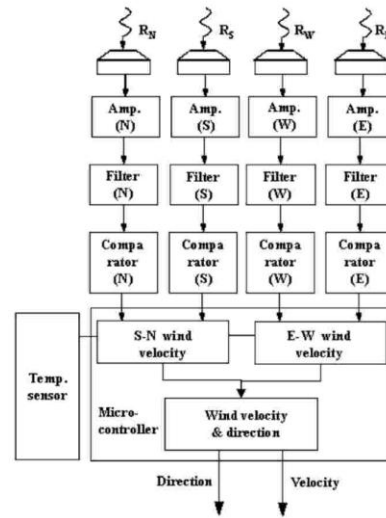 R_N R_S R_W
Amp. Amp. Amp. Amp.
(N) (S) (W) (E)
Filter Filter Filter Filter
(N) (S) (W) (E)
Compa Compa Compa Compa
rator rator rator rator
(N) (S) (W) (E)
S-N wind E-W wind
velocity velocity
Temp.
sensor
Micro-
controller
Wind velocity
& direction
Direction Velocity